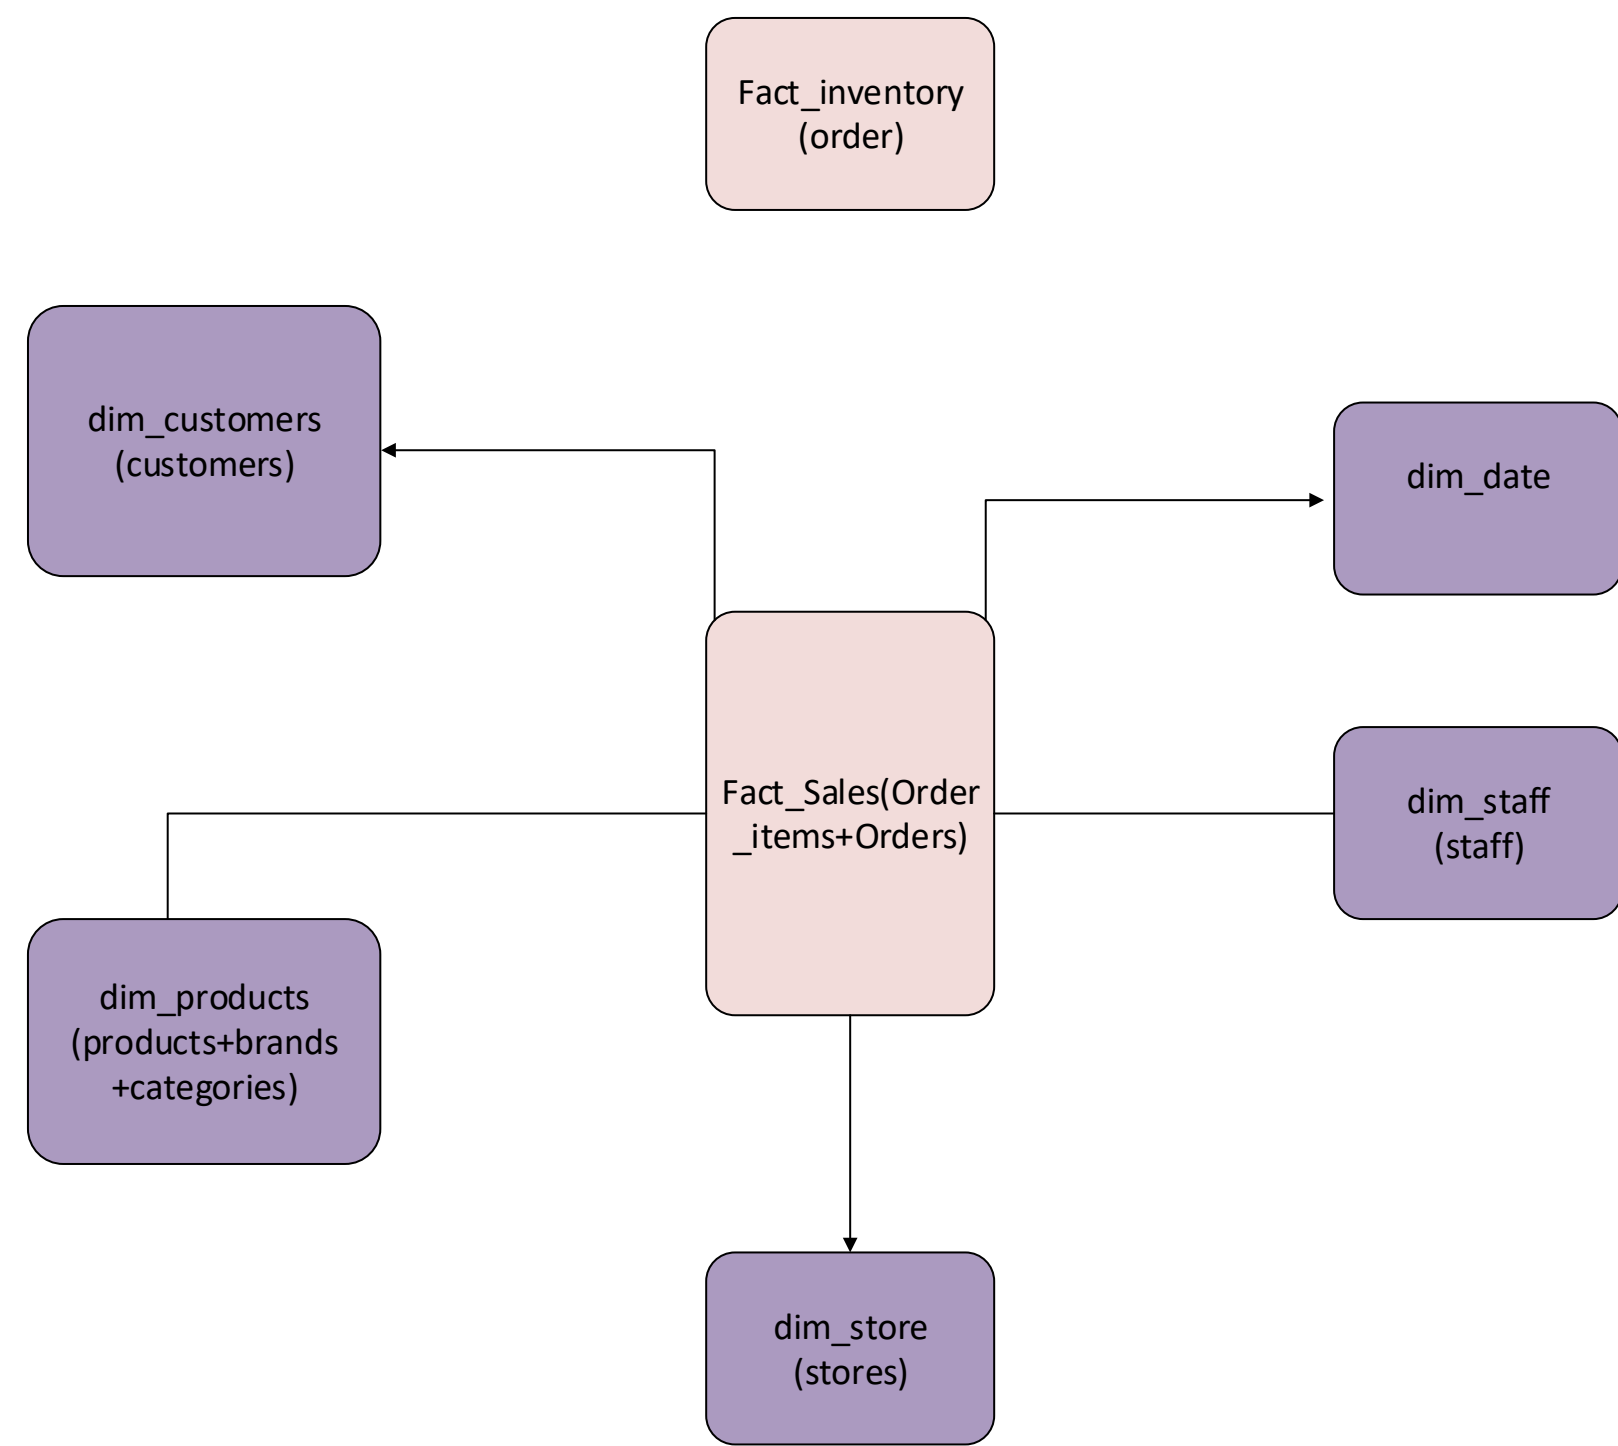 Fact_inventory
(order)
dim_customers
(customers)
dim_date
Fact_Sales(Order
_items+Orders)
dim_staff
(staff)
dim_products
(products+brands
+categories)
dim_store
(stores)